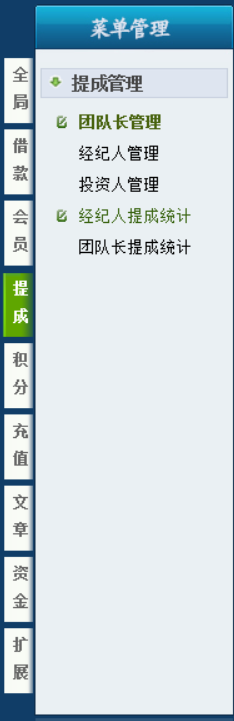 菜单管理
全局
借款
会员
提成
积分
充值
文章
资金
扩展
提成管理
团队长管理
经纪人管理
投资人管理
经纪人提成统计
团队长提成统计